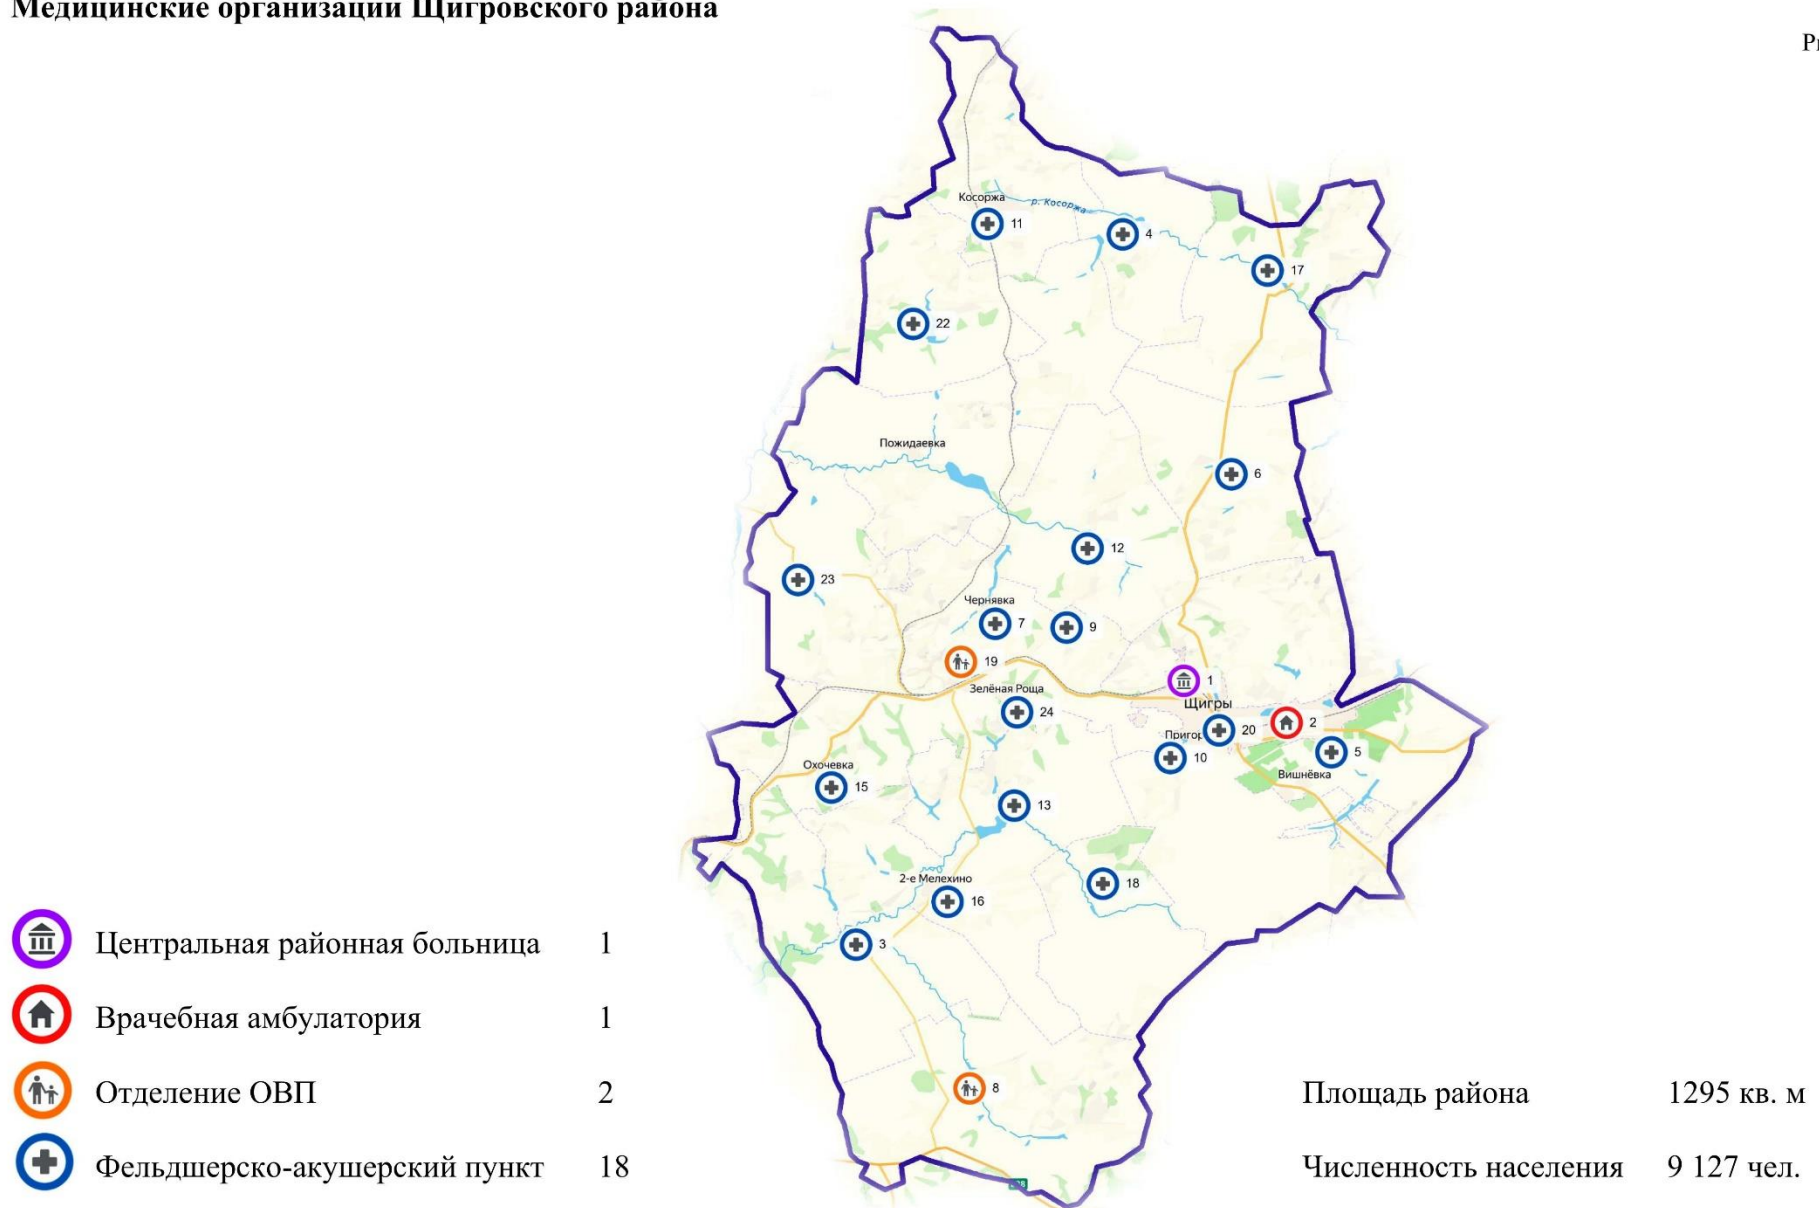 Медицинские организации Щигровского района
Косоржа
р. Косоржа
11
4
17
22
Пожидаевка
6
12
23
Чернявка
7
9
19
1
Зелёная Роща
Щигры
24
20
2
Пригор
10
5
Вишнёвка
Охочевка
15
13
2-е Мелехино
18
16
3
8
Центральная районная больница 1
Врачебная амбулатория 1
Отделение ОВП 2
Фельдшерско-акушерский пункт 18
Площадь района 1295 кв. м
Численность населения 9 127 чел.